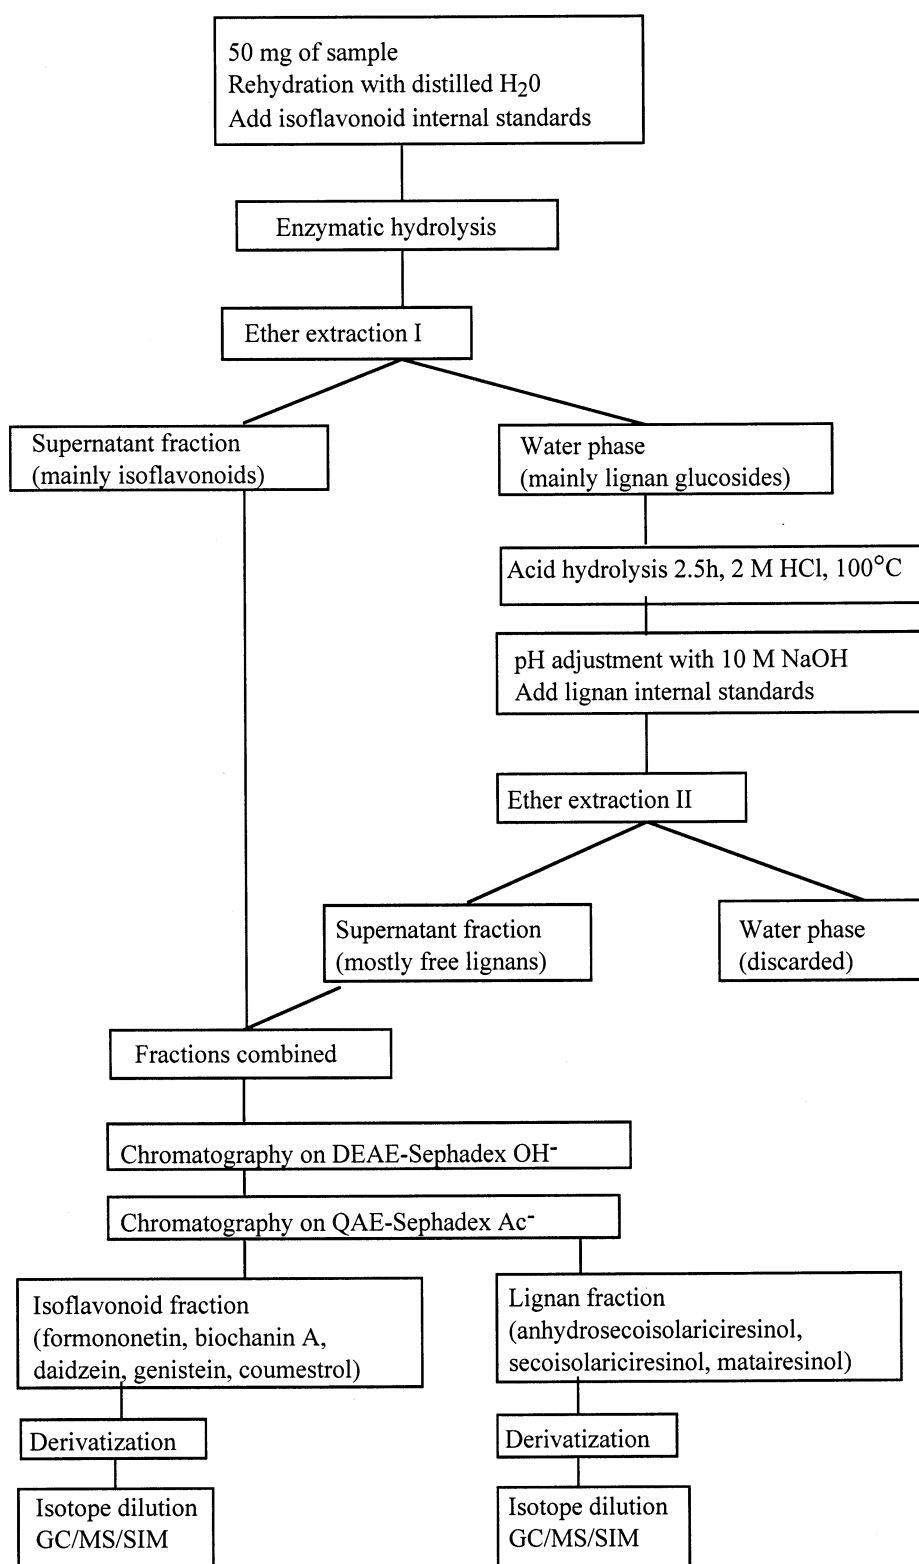 50 mg of sample
Rehydration with distilled H20
Add isoflavonoid internal standards
Enzymatic hydrolysis
Ether extraction I
Supernatant fraction
(mainly isoflavonoids)
Water phase
(mainly lignan glucosides)
Acid hydrolysis 2.5h, 2 M HCl, 100°C
pH adjustment with 10 M NaOH
Add lignan internal standards
Ether extraction II
Supernatant fraction
(mostly free lignans)
Water phase
(discarded)
Fractions combined
Chromatography on DEAE-Sephadex OH-
Chromatography on QAE-Sephadex Ac-
Isoflavonoid fraction
(formononetin, biochanin A,
daidzein, genistein, coumestrol)
Lignan fraction
(anhydrosecoisolariciresinol,
secoisolariciresinol, matairesinol)
Derivatization
Derivatization
Isotope dilution
GC/MS/SIM
Isotope dilution
GC/MS/SIM